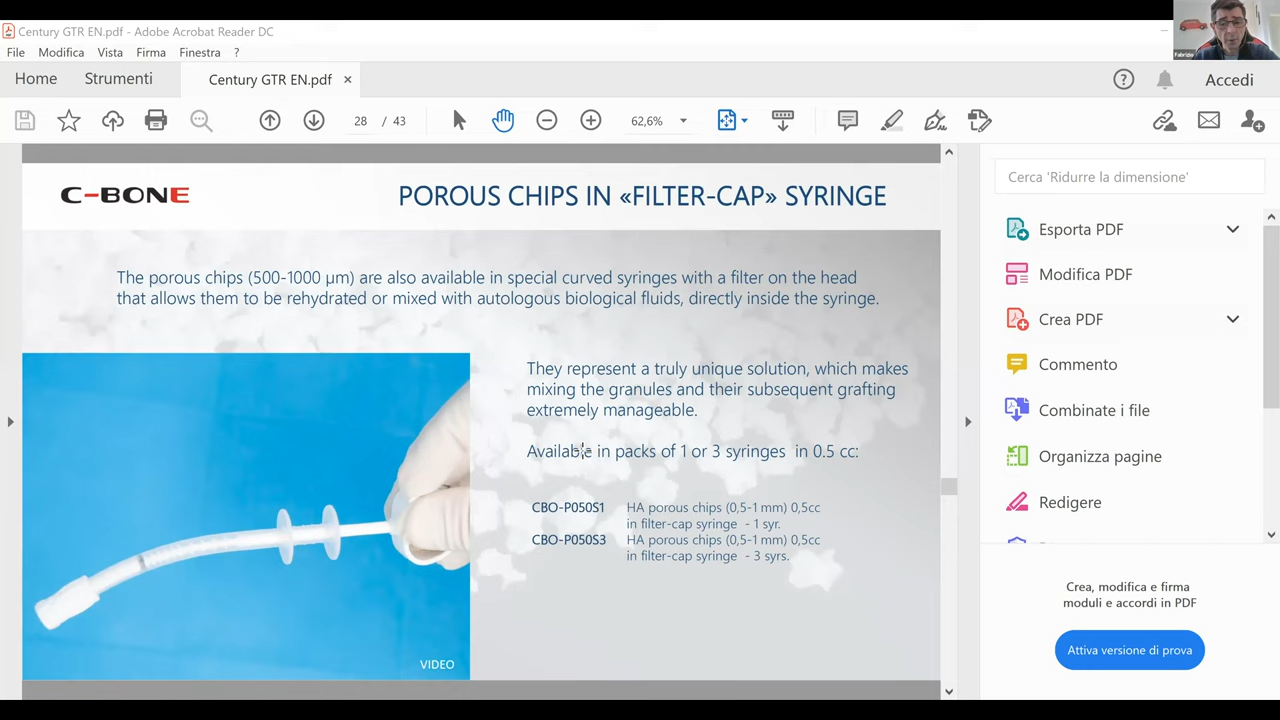 Century GTR EN.pdf - Adobe Acrobat Reader DC
File Modifica Vista Firma Finestra ?
Home Strumenti Century GTR EN.pdf × Accedi
28 / 43 62,6%
Fabrizio
C-BONE
POROUS CHIPS IN «FILTER-CAP» SYRINGE
The porous chips (500-1000 µm) are also available in special curved syringes with a filter on the head
that allows them to be rehydrated or mixed with autologous biological fluids, directly inside the syringe.
They represent a truly unique solution, which makes
mixing the granules and their subsequent grafting
extremely manageable.
Available in packs of 1 or 3 syringes in 0.5 cc:
CBO-P050S1 HA porous chips (0,5-1 mm) 0,5cc
in filter-cap syringe - 1 syr.
CBO-P050S3 HA porous chips (0,5-1 mm) 0,5cc
in filter-cap syringe - 3 syrs.
VIDEO
Cerca 'Ridurre la dimensione'
Esporta PDF
Modifica PDF
Crea PDF
Commento
Combinate i file
Organizza pagine
Redigere
Crea, modifica e firma
moduli e accordi in PDF
Attiva versione di prova